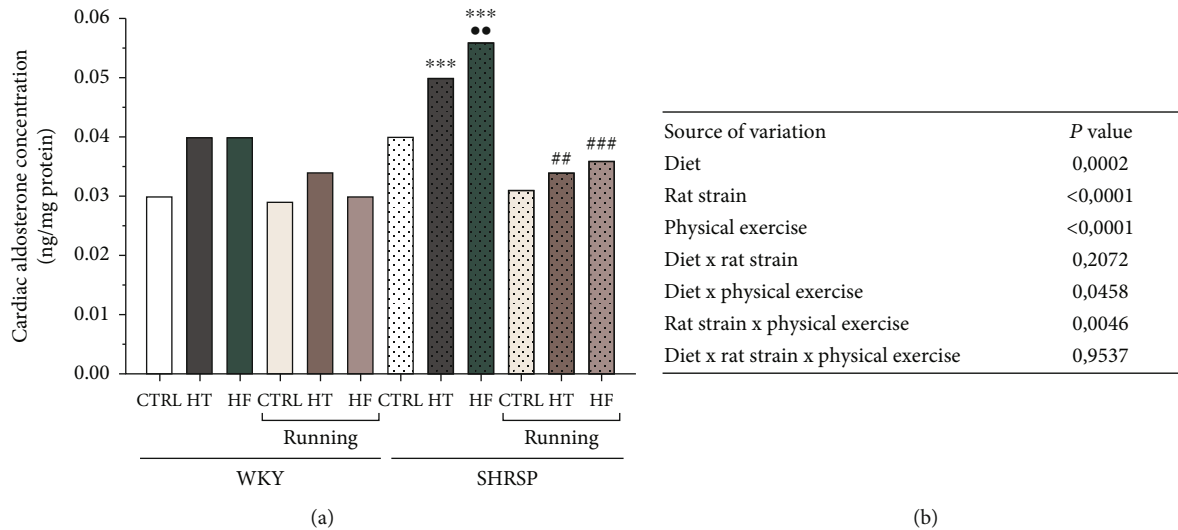 Cardiac aldosterone concentration
(ng/mg protein)
0.06
0.05
0.04
0.03
0.02
0.01
0.00
***
***
●●
##
###
CTRL HT HF CTRL HT HF CTRL HT HF CTRL HT HF
Running Running
WKY SHRSP
(a)
Source of variation P value
Diet 0,0002
Rat strain <0,0001
Physical exercise <0,0001
Diet x rat strain 0,2072
Diet x physical exercise 0,0458
Rat strain x physical exercise 0,0046
Diet x rat strain x physical exercise 0,9537
(b)